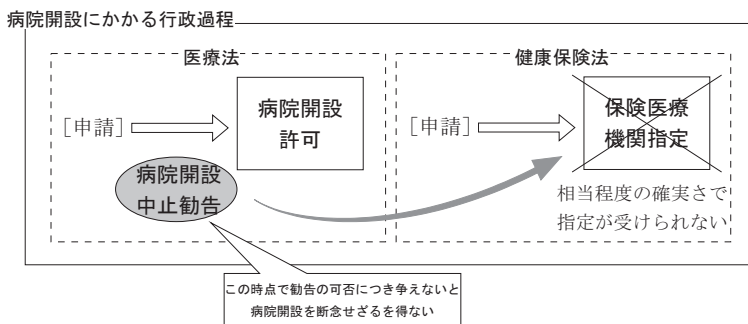 病院開設にかかる行政過程
医療法
［申請］
病院開設
許可
病院開設
中止勧告
健康保険法
［申請］
保険医療
機関指定
相当程度の確実さで
指定が受けられない
この時点で勧告の可否につき争えないと
病院開設を断念せざるを得ない